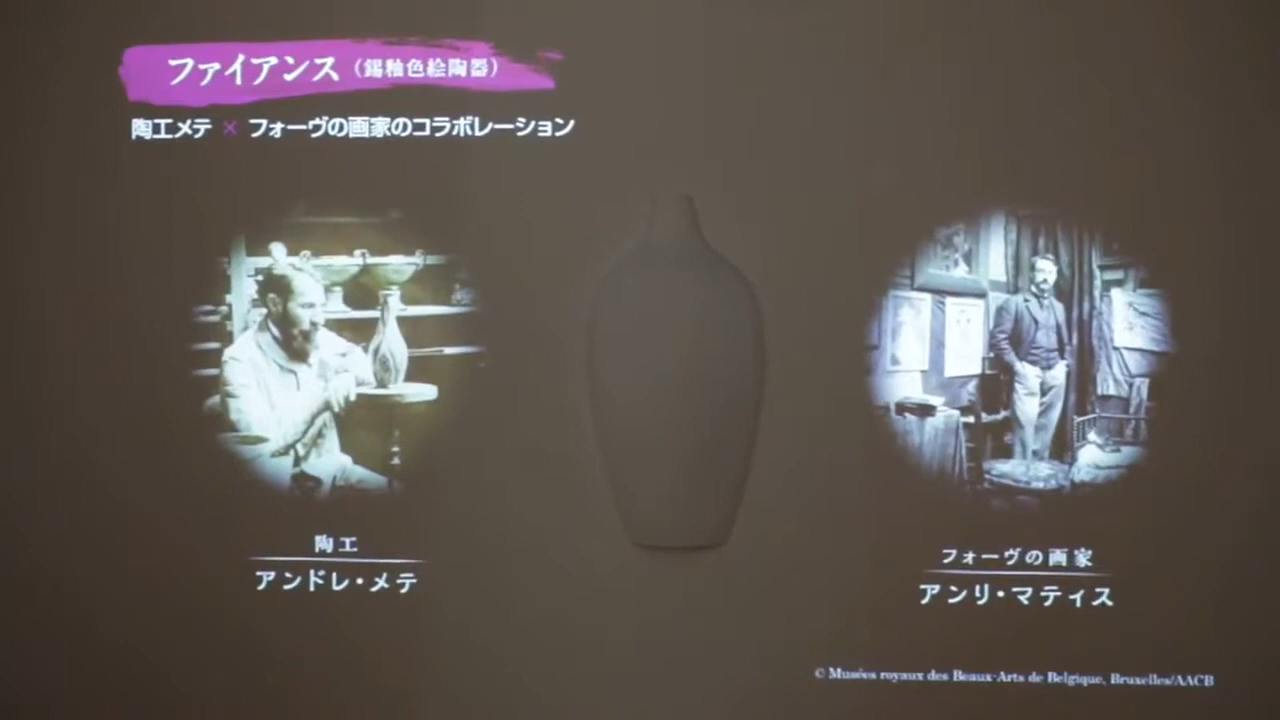 ファイアンス（錫釉色絵陶器）
陶工メテ × フォーヴの画家のコラボレーション
陶工
アンドレ・メテ
フォーヴの画家
アンリ・マティス
© Musées royaux des Beaux-Arts de Belgique, Bruxelles/AACB